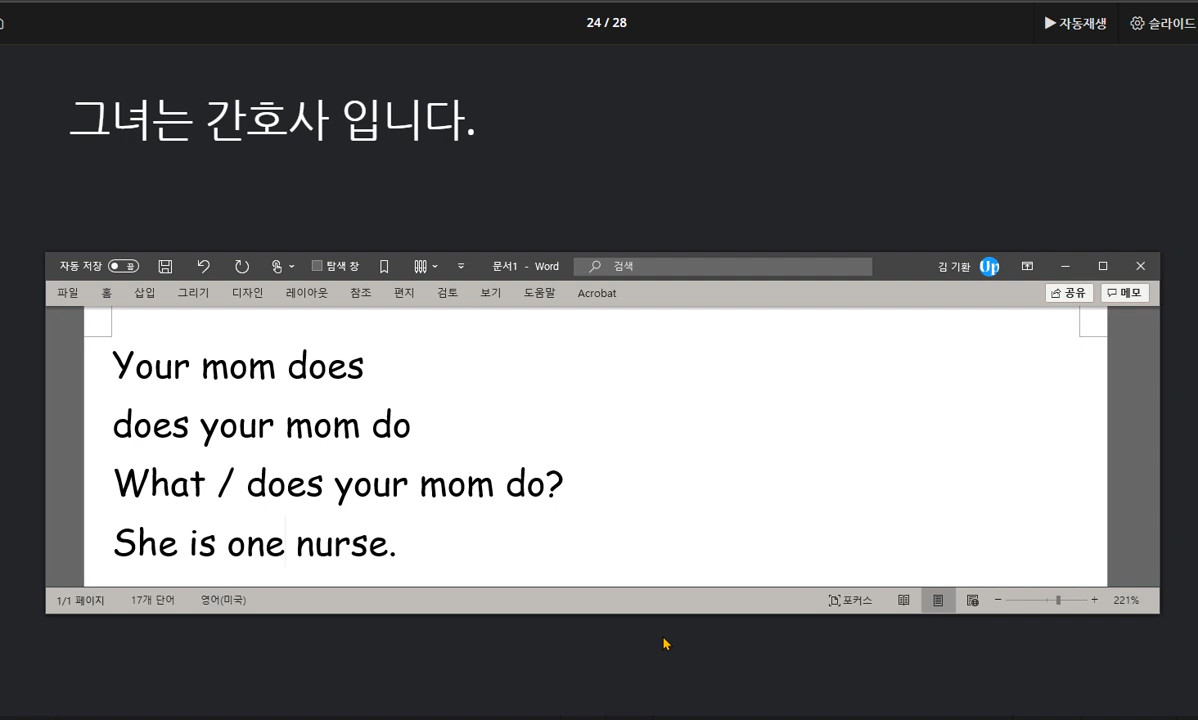 24 / 28
자동재생
슬라이드
그녀는 간호사 입니다.
자동 저장 끔 탐색 창 문서1 - Word 검색 김 기환 Up
파일 홈 삽입 그리기 디자인 레이아웃 참조 편지 검토 보기 도움말 Acrobat 공유 메모
Your mom does
does your mom do
What / does your mom do?
She is one nurse.
1/1 페이지 17개 단어 영어(미국) 포커스 221%